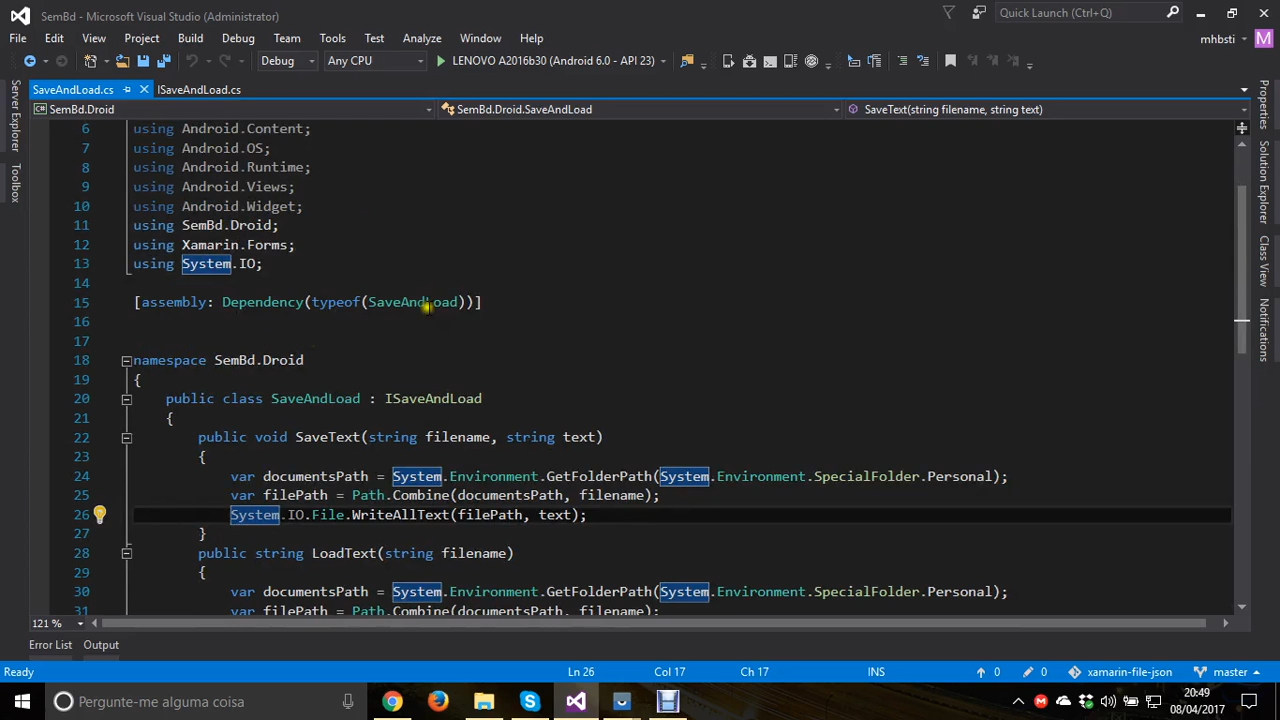 SemBd - Microsoft Visual Studio (Administrator)
Quick Launch (Ctrl+Q)
File Edit View Project Build Debug Team Tools Test Analyze Window Help
mhbsti M
Debug Any CPU LENOVO A2016b30 (Android 6.0 - API 23)
SaveAndLoad.cs ISaveAndLoad.cs
SemBd.Droid SemBd.Droid.SaveAndLoad SaveText(string filename, string text)
Server Explorer
Toolbox
Properties
Solution Explorer
Class View
Team Explorer
6 using Android.Content;
7 using Android.OS;
8 using Android.Runtime;
9 using Android.Views;
10 using Android.Widget;
11 using SemBd.Droid;
12 using Xamarin.Forms;
13 using System.IO;
14
15 [assembly: Dependency(typeof(SaveAndLoad))]
16
17
18 namespace SemBd.Droid
19 {
20 public class SaveAndLoad : ISaveAndLoad
21 {
22 public void SaveText(string filename, string text)
23 {
24 var documentsPath = System.Environment.GetFolderPath(System.Environment.SpecialFolder.Personal);
25 var filePath = Path.Combine(documentsPath, filename);
26 System.IO.File.WriteAllText(filePath, text);
27 }
28 public string LoadText(string filename)
29 {
30 var documentsPath = System.Environment.GetFolderPath(System.Environment.SpecialFolder.Personal);
31 var filePath = Path.Combine(documentsPath, filename);
121 %
Error List Output
Ready Ln 26 Col 17 Ch 17 INS 0 0 xamarin-file-json master
Pergunte-me alguma coisa
20:49
08/04/2017